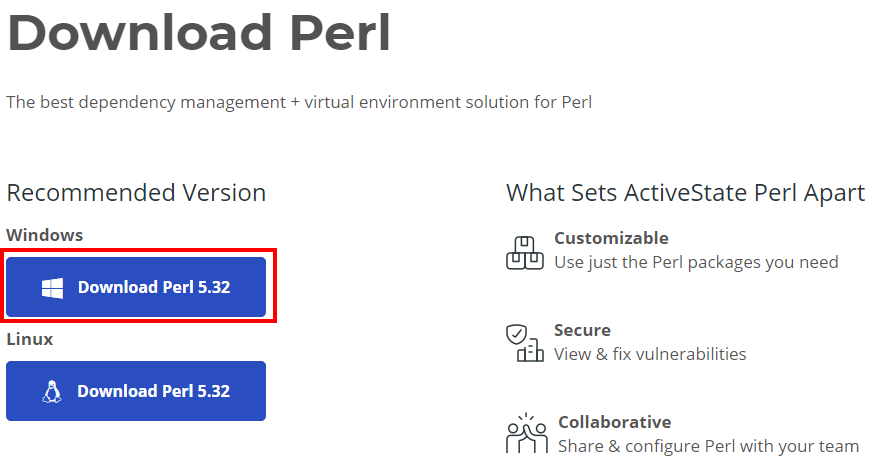 Download Perl
The best dependency management + virtual environment solution for Perl
Recommended Version
Windows
Download Perl 5.32
Linux
Download Perl 5.32
What Sets ActiveState Perl Apart
Customizable
Use just the Perl packages you need
Secure
View & fix vulnerabilities
Collaborative
Share & configure Perl with your team